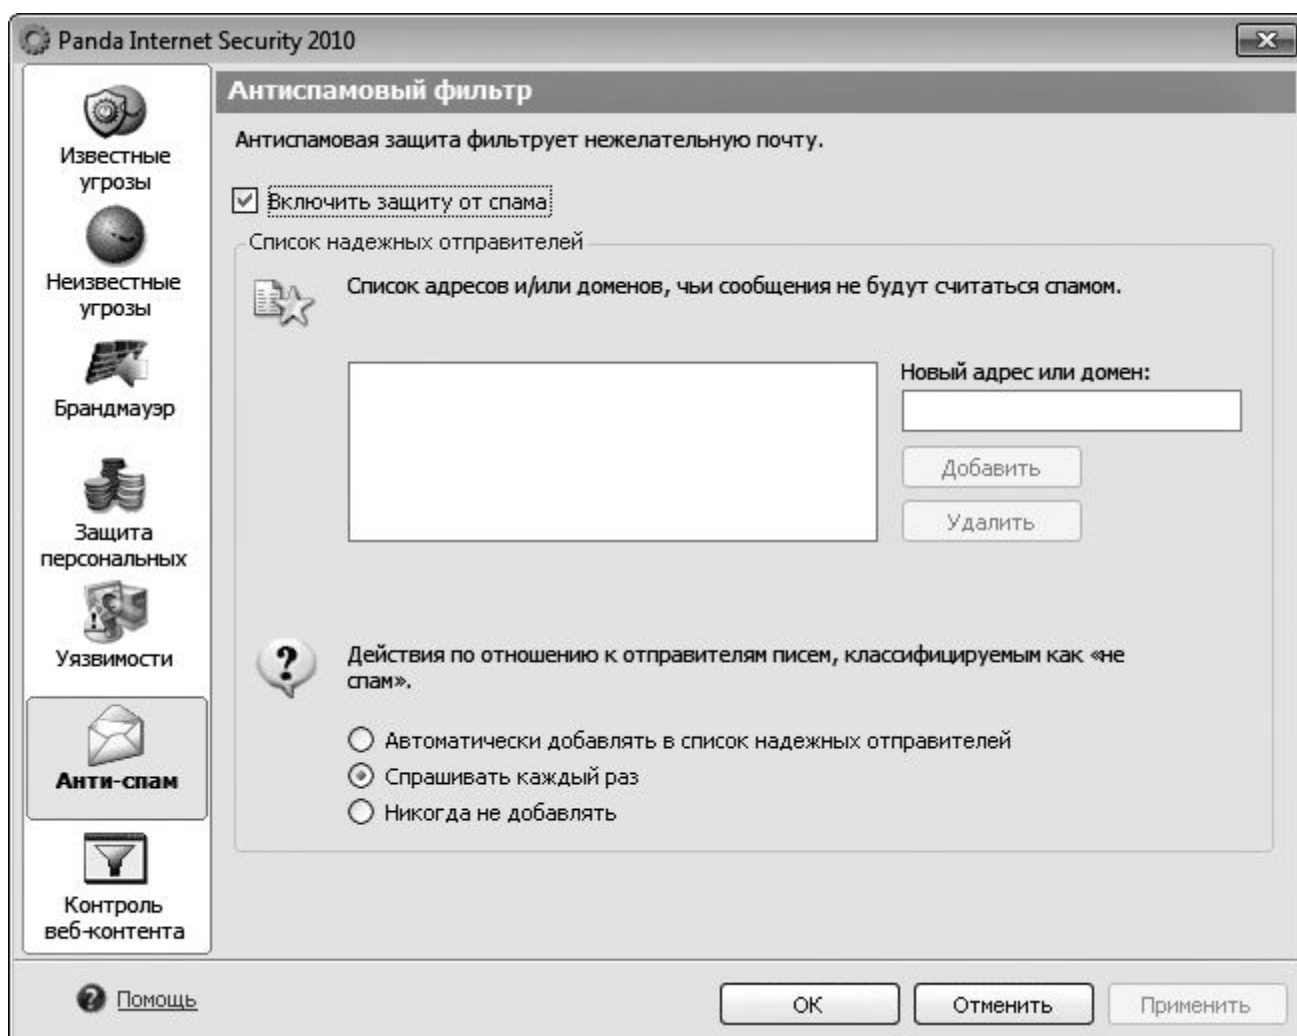 Panda Internet Security 2010
Известные
угрозы
Неизвестные
угрозы
Брандмауэр
Защита
персональных
Уязвимости
Анти-спам
Контроль
веб-контента
Антиспамовый фильтр
Антиспамовая защита фильтрует нежелательную почту.
Включить защиту от спама
Список надежных отправителей
Список адресов и/или доменов, чьи сообщения не будут считаться спамом.
Новый адрес или домен:
Добавить
Удалить
Действия по отношению к отправителям писем, классифицируемым как «не
спам».
Автоматически добавлять в список надежных отправителей
Спрашивать каждый раз
Никогда не добавлять
Помощь
OK
Отменить
Применить